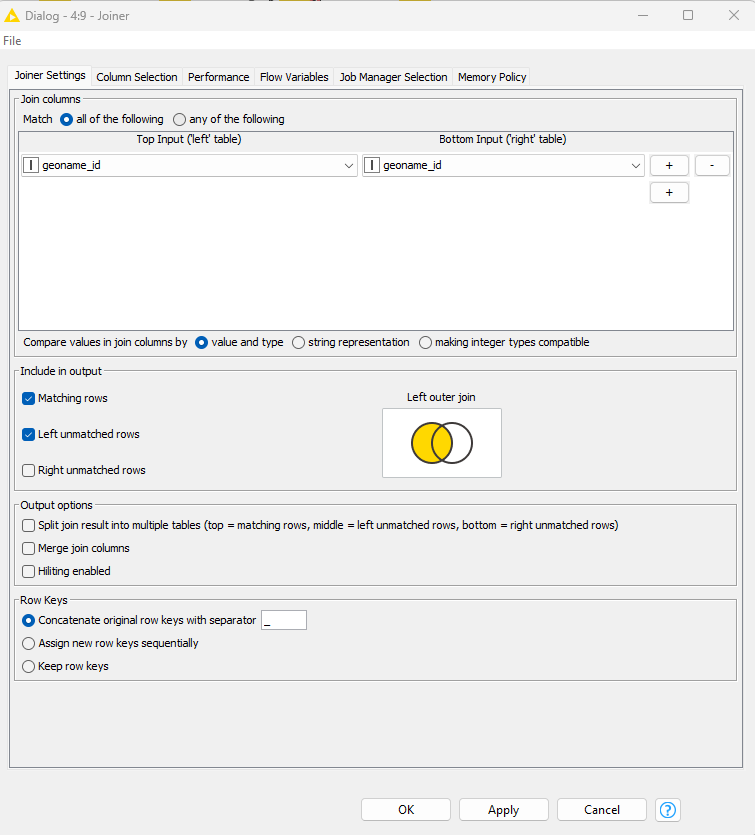 Dialog - 4:9 - Joiner
File
Joiner Settings Column Selection Performance Flow Variables Job Manager Selection Memory Policy
Join columns
Match all of the following any of the following
Top Input ('left' table) Bottom Input ('right' table)
I geoname_id I geoname_id + -
+
Compare values in join columns by value and type string representation making integer types compatible
Include in output
Matching rows Left outer join
Left unmatched rows
Right unmatched rows
Output options
Split join result into multiple tables (top = matching rows, middle = left unmatched rows, bottom = right unmatched rows)
Merge join columns
Hiliting enabled
Row Keys
Concatenate original row keys with separator _
Assign new row keys sequentially
Keep row keys
OK Apply Cancel ?